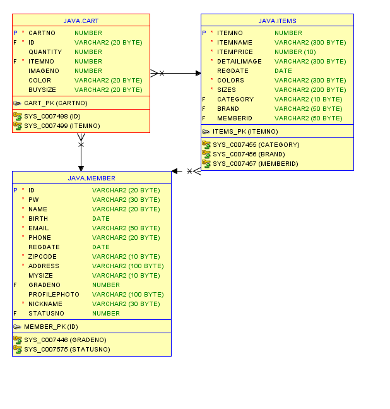 JAVA.CART
P * CARTNO NUMBER
F * ID VARCHAR2 (20 BYTE)
QUANTITY NUMBER
F * ITEMNO NUMBER
IMAGENO NUMBER
COLOR VARCHAR2 (20 BYTE)
BUYSIZE VARCHAR2 (20 BYTE)
CART_PK (CARTNO)
SYS_C007498 (ID)
SYS_C007499 (ITEMNO)
JAVA.ITEMS
P * ITEMNO NUMBER
* ITEMNAME VARCHAR2 (300 BYTE)
* ITEMPRICE NUMBER (10)
* DETAILIMAGE VARCHAR2 (300 BYTE)
REGDATE DATE
* COLORS VARCHAR2 (300 BYTE)
* SIZES VARCHAR2 (200 BYTE)
F CATEGORY VARCHAR2 (10 BYTE)
F BRAND VARCHAR2 (50 BYTE)
F MEMBERID VARCHAR2 (50 BYTE)
ITEMS_PK (ITEMNO)
SYS_C007455 (CATEGORY)
SYS_C007456 (BRAND)
SYS_C007457 (MEMBERID)
JAVA.MEMBER
P * ID VARCHAR2 (20 BYTE)
* PW VARCHAR2 (30 BYTE)
* NAME VARCHAR2 (20 BYTE)
* BIRTH DATE
* EMAIL VARCHAR2 (50 BYTE)
* PHONE VARCHAR2 (20 BYTE)
REGDATE DATE
* ZIPCODE VARCHAR2 (10 BYTE)
* ADDRESS VARCHAR2 (100 BYTE)
MYSIZE VARCHAR2 (10 BYTE)
F GRADENO NUMBER
PROFILEPHOTO VARCHAR2 (100 BYTE)
* NICKNAME VARCHAR2 (30 BYTE)
F STATUSNO NUMBER
MEMBER_PK (ID)
SYS_C007446 (GRADENO)
SYS_C007575 (STATUSNO)